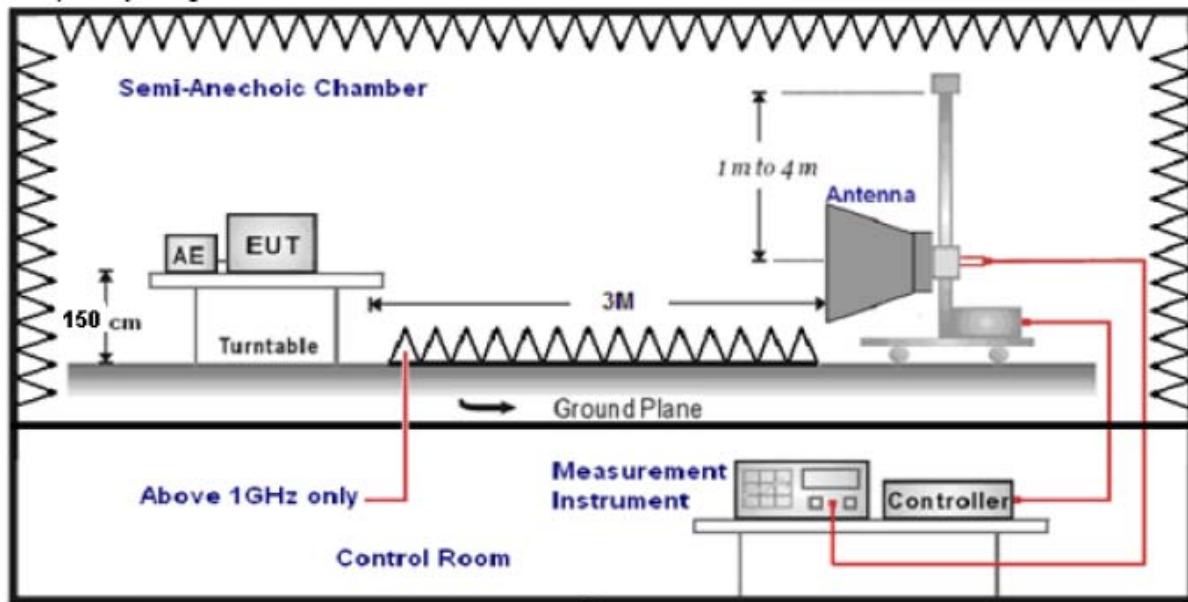 Semi-Anechoic Chamber
1 m to 4 m
Antenna
AE
EUT
3M
150 cm
Turntable
Ground Plane
Above 1GHz only
Measurement
Instrument
Controller
Control Room